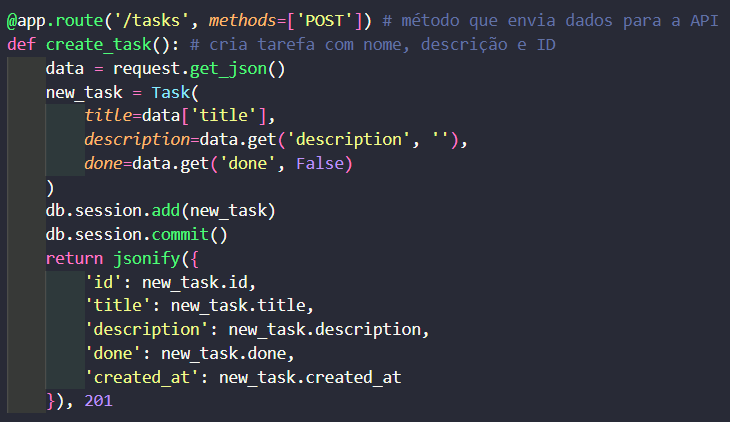 @app.route('/tasks', methods=['POST']) # método que envia dados para a API
def create_task(): # cria tarefa com nome, descrição e ID
    data = request.get_json()
    new_task = Task(
        title=data['title'],
        description=data.get('description', ''),
        done=data.get('done', False)
    )
    db.session.add(new_task)
    db.session.commit()
    return jsonify({
        'id': new_task.id,
        'title': new_task.title,
        'description': new_task.description,
        'done': new_task.done,
        'created_at': new_task.created_at
    }), 201